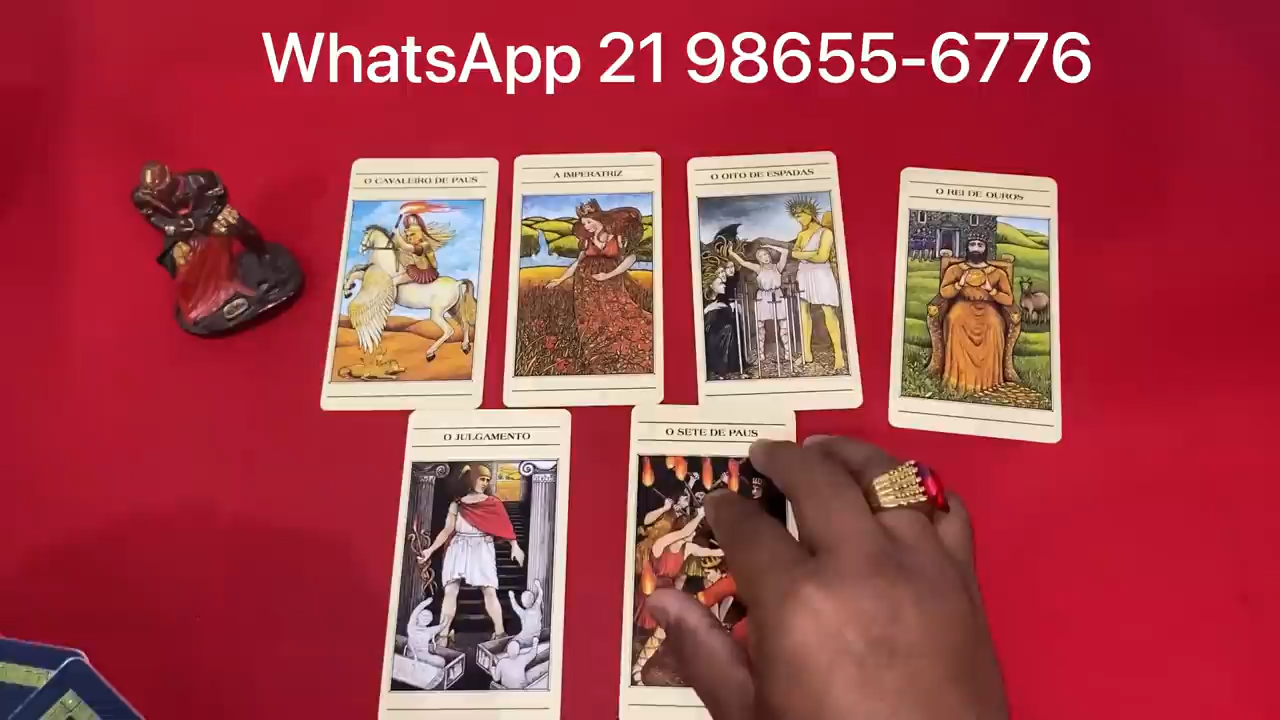 WhatsApp 21 98655-6776
O CAVALEIRO DE PAUS
A IMPERATRIZ
O OITO DE ESPADAS
O REI DE OUROS
O JULGAMENTO
O SETE DE PAUS